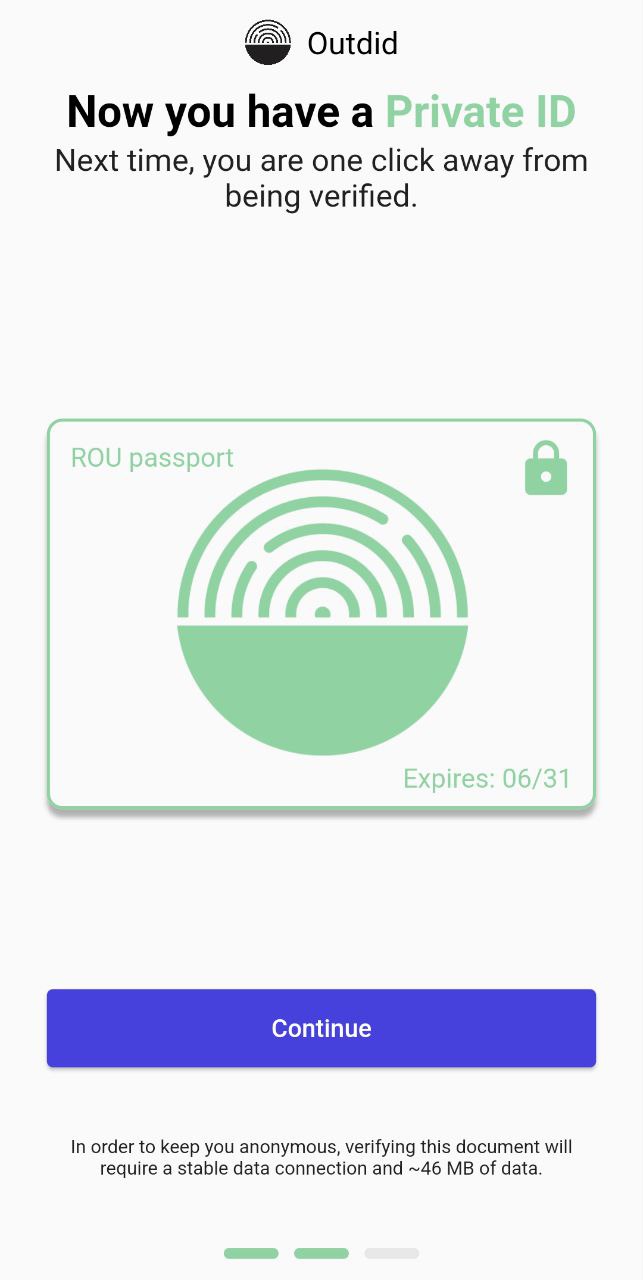 Outdid
Now you have a Private ID
Next time, you are one click away from
being verified.
ROU passport
Expires: 06/31
Continue
In order to keep you anonymous, verifying this document will
require a stable data connection and ~46 MB of data.